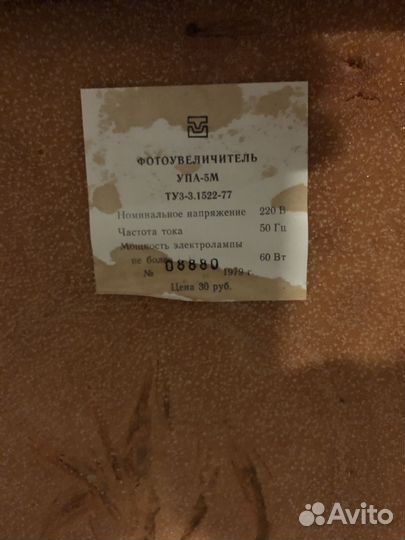 ФОТОУВЕЛИЧИТЕЛЬ
УПА-5М
ТУ3-3.1522-77
Номинальное напряжение 220 В
Частота тока 50 Гц
Мощность электролампы
не более 60 Вт
№ 08880 1979 г.
Цена 30 руб.
Avito